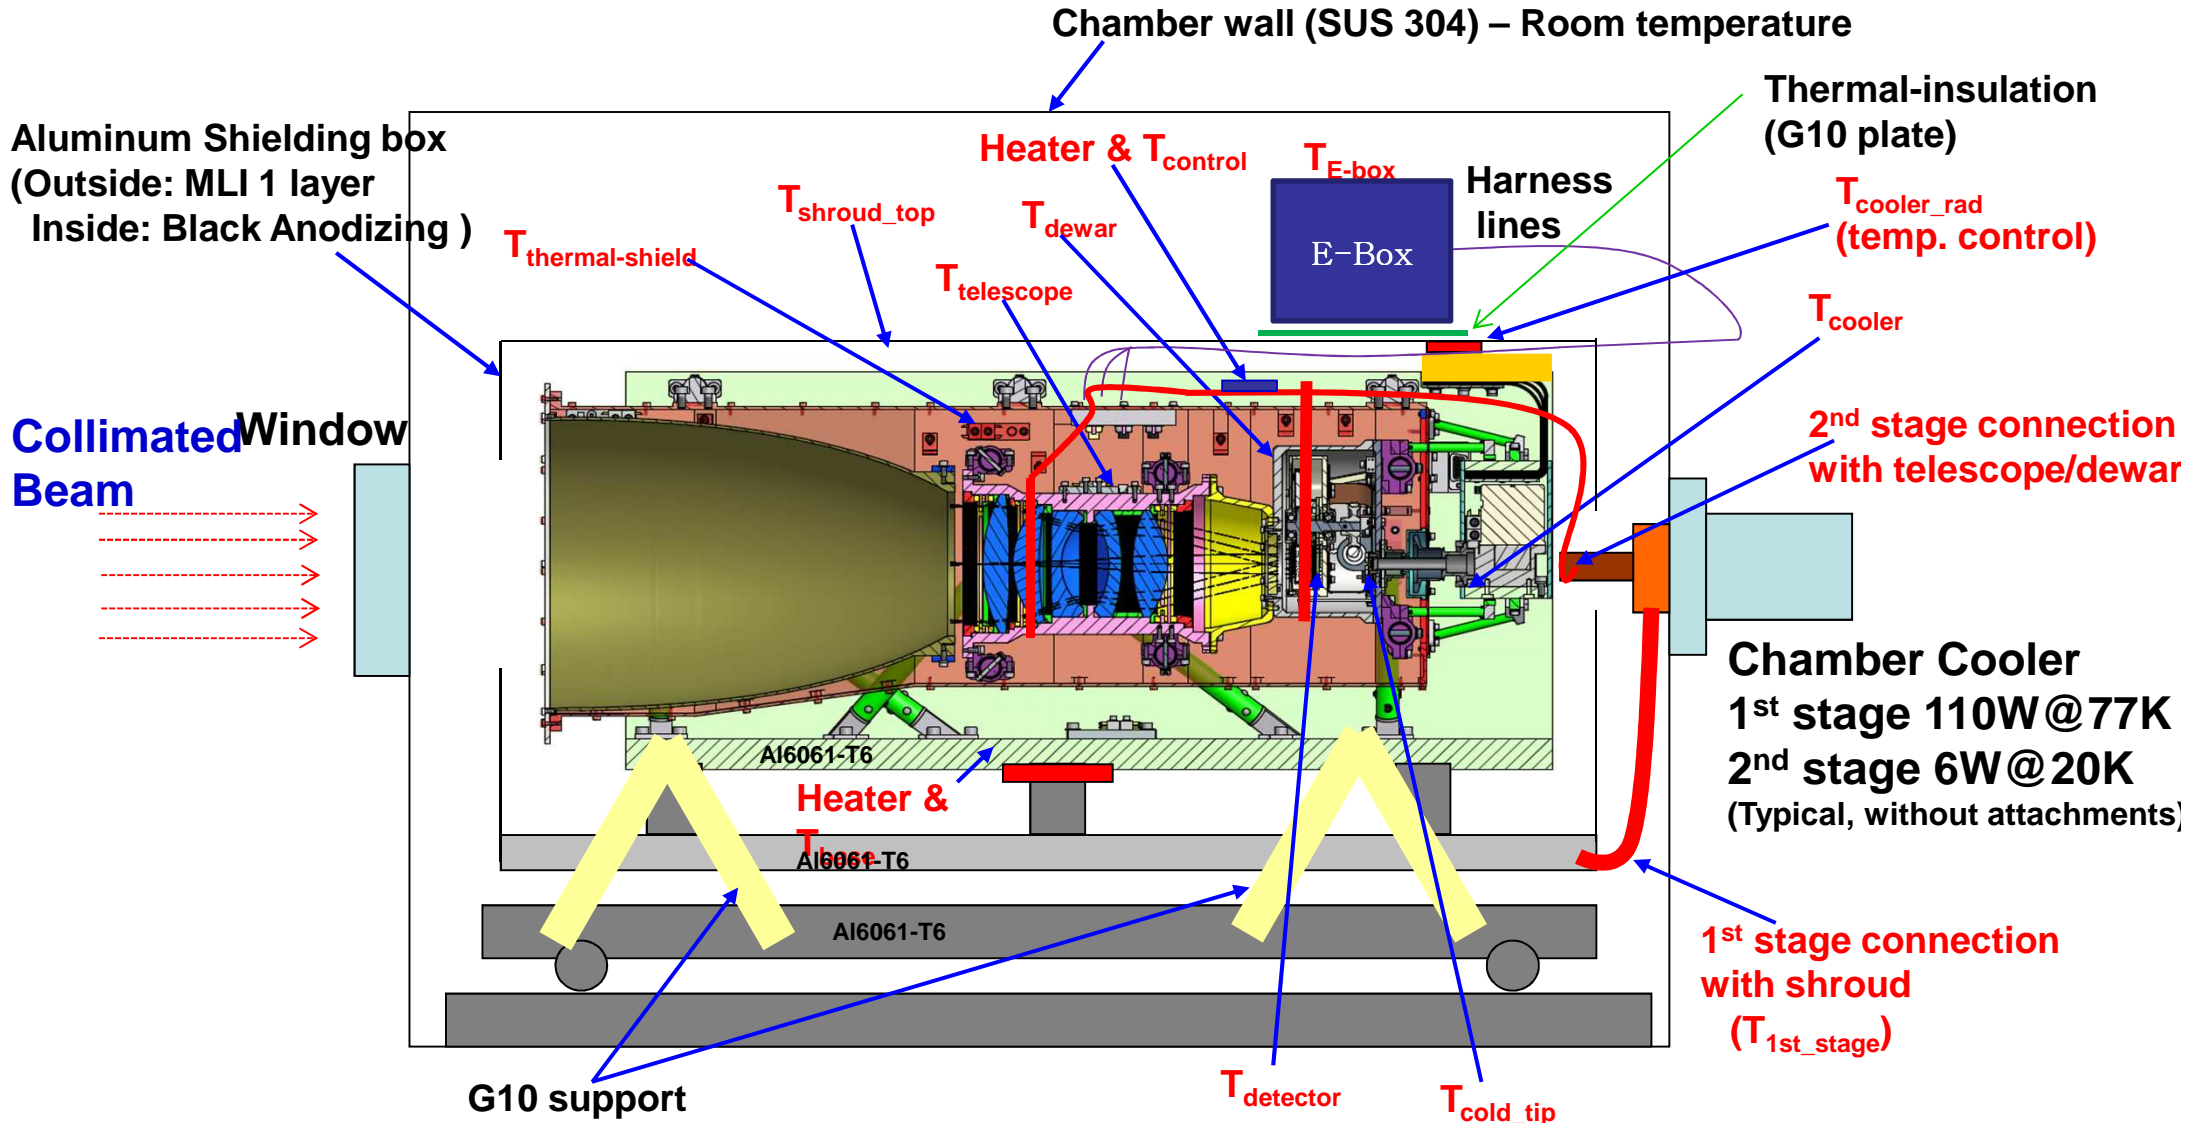 Chamber wall (SUS 304) – Room temperature
Thermal-insulation
(G10 plate)
Aluminum Shielding box
(Outside: MLI 1 layer
Inside: Black Anodizing )
Heater & Tcontrol
TE-box
Harness
lines
Tcooler_rad
(temp. control)
Tshroud_top
Tdewar
Tthermal-shield
Ttelescope
E-Box
Tcooler
Collimated
Beam
Window
2nd stage connection
with telescope/dewar
Chamber Cooler
1st stage 110W@77K
2nd stage 6W@20K
(Typical, without attachments)
Al6061-T6
Heater &
Tbase
Al6061-T6
Al6061-T6
1st stage connection
with shroud
(T1st_stage)
G10 support
Tdetector
Tcold_tip